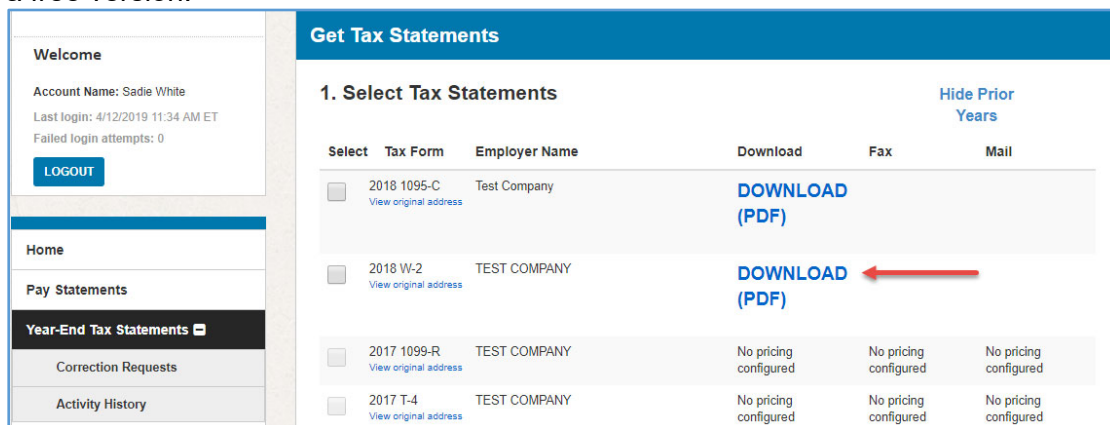 a free version.
Welcome
Account Name: Sadie White
Last login: 4/12/2019 11:34 AM ET
Failed login attempts: 0
LOGOUT
Home
Pay Statements
Year-End Tax Statements
Correction Requests
Activity History
Get Tax Statements
1. Select Tax Statements
Hide Prior
Years
Select Tax Form Employer Name Download Fax Mail
2018 1095-C Test Company DOWNLOAD
View original address (PDF)
2018 W-2 TEST COMPANY DOWNLOAD
View original address (PDF)
2017 1099-R TEST COMPANY No pricing No pricing No pricing
View original address configured configured configured
2017 T-4 TEST COMPANY No pricing No pricing No pricing
View original address configured configured configured